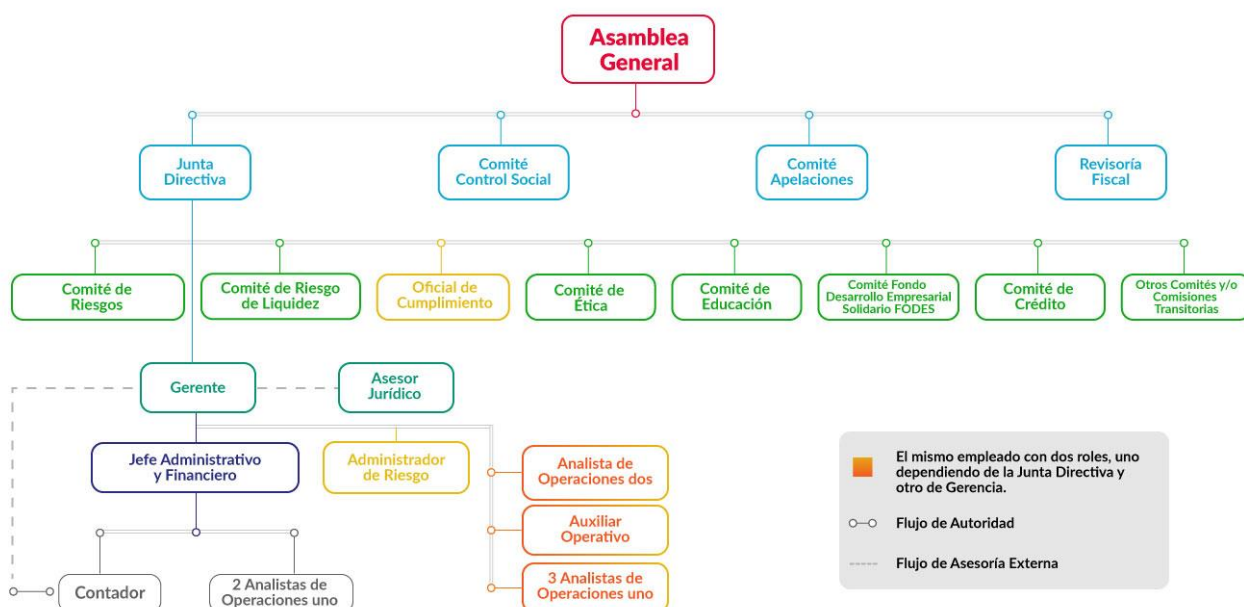 Asamblea
General
Junta
Directiva
Comité
Control Social
Comité
Apelaciones
Revisoría
Fiscal
Comité de
Riesgos
Comité de Riesgo
de Liquidez
Oficial de
Cumplimiento
Comité de
Ética
Comité de
Educación
Comité Fondo
Desarrollo Empresarial
Solidario FODES
Comité de
Crédito
Otros Comités y/o
Comisiones
Transitorias
Gerente
Asesor
Jurídico
Jefe Administrativo
y Financiero
Administrador
de Riesgo
Analista de
Operaciones dos
Auxiliar
Operativo
3 Analistas de
Operaciones uno
Contador
2 Analistas de
Operaciones uno
El mismo empleado con dos roles, uno
dependiendo de la Junta Directiva y
otro de Gerencia.
Flujo de Autoridad
Flujo de Asesoría Externa